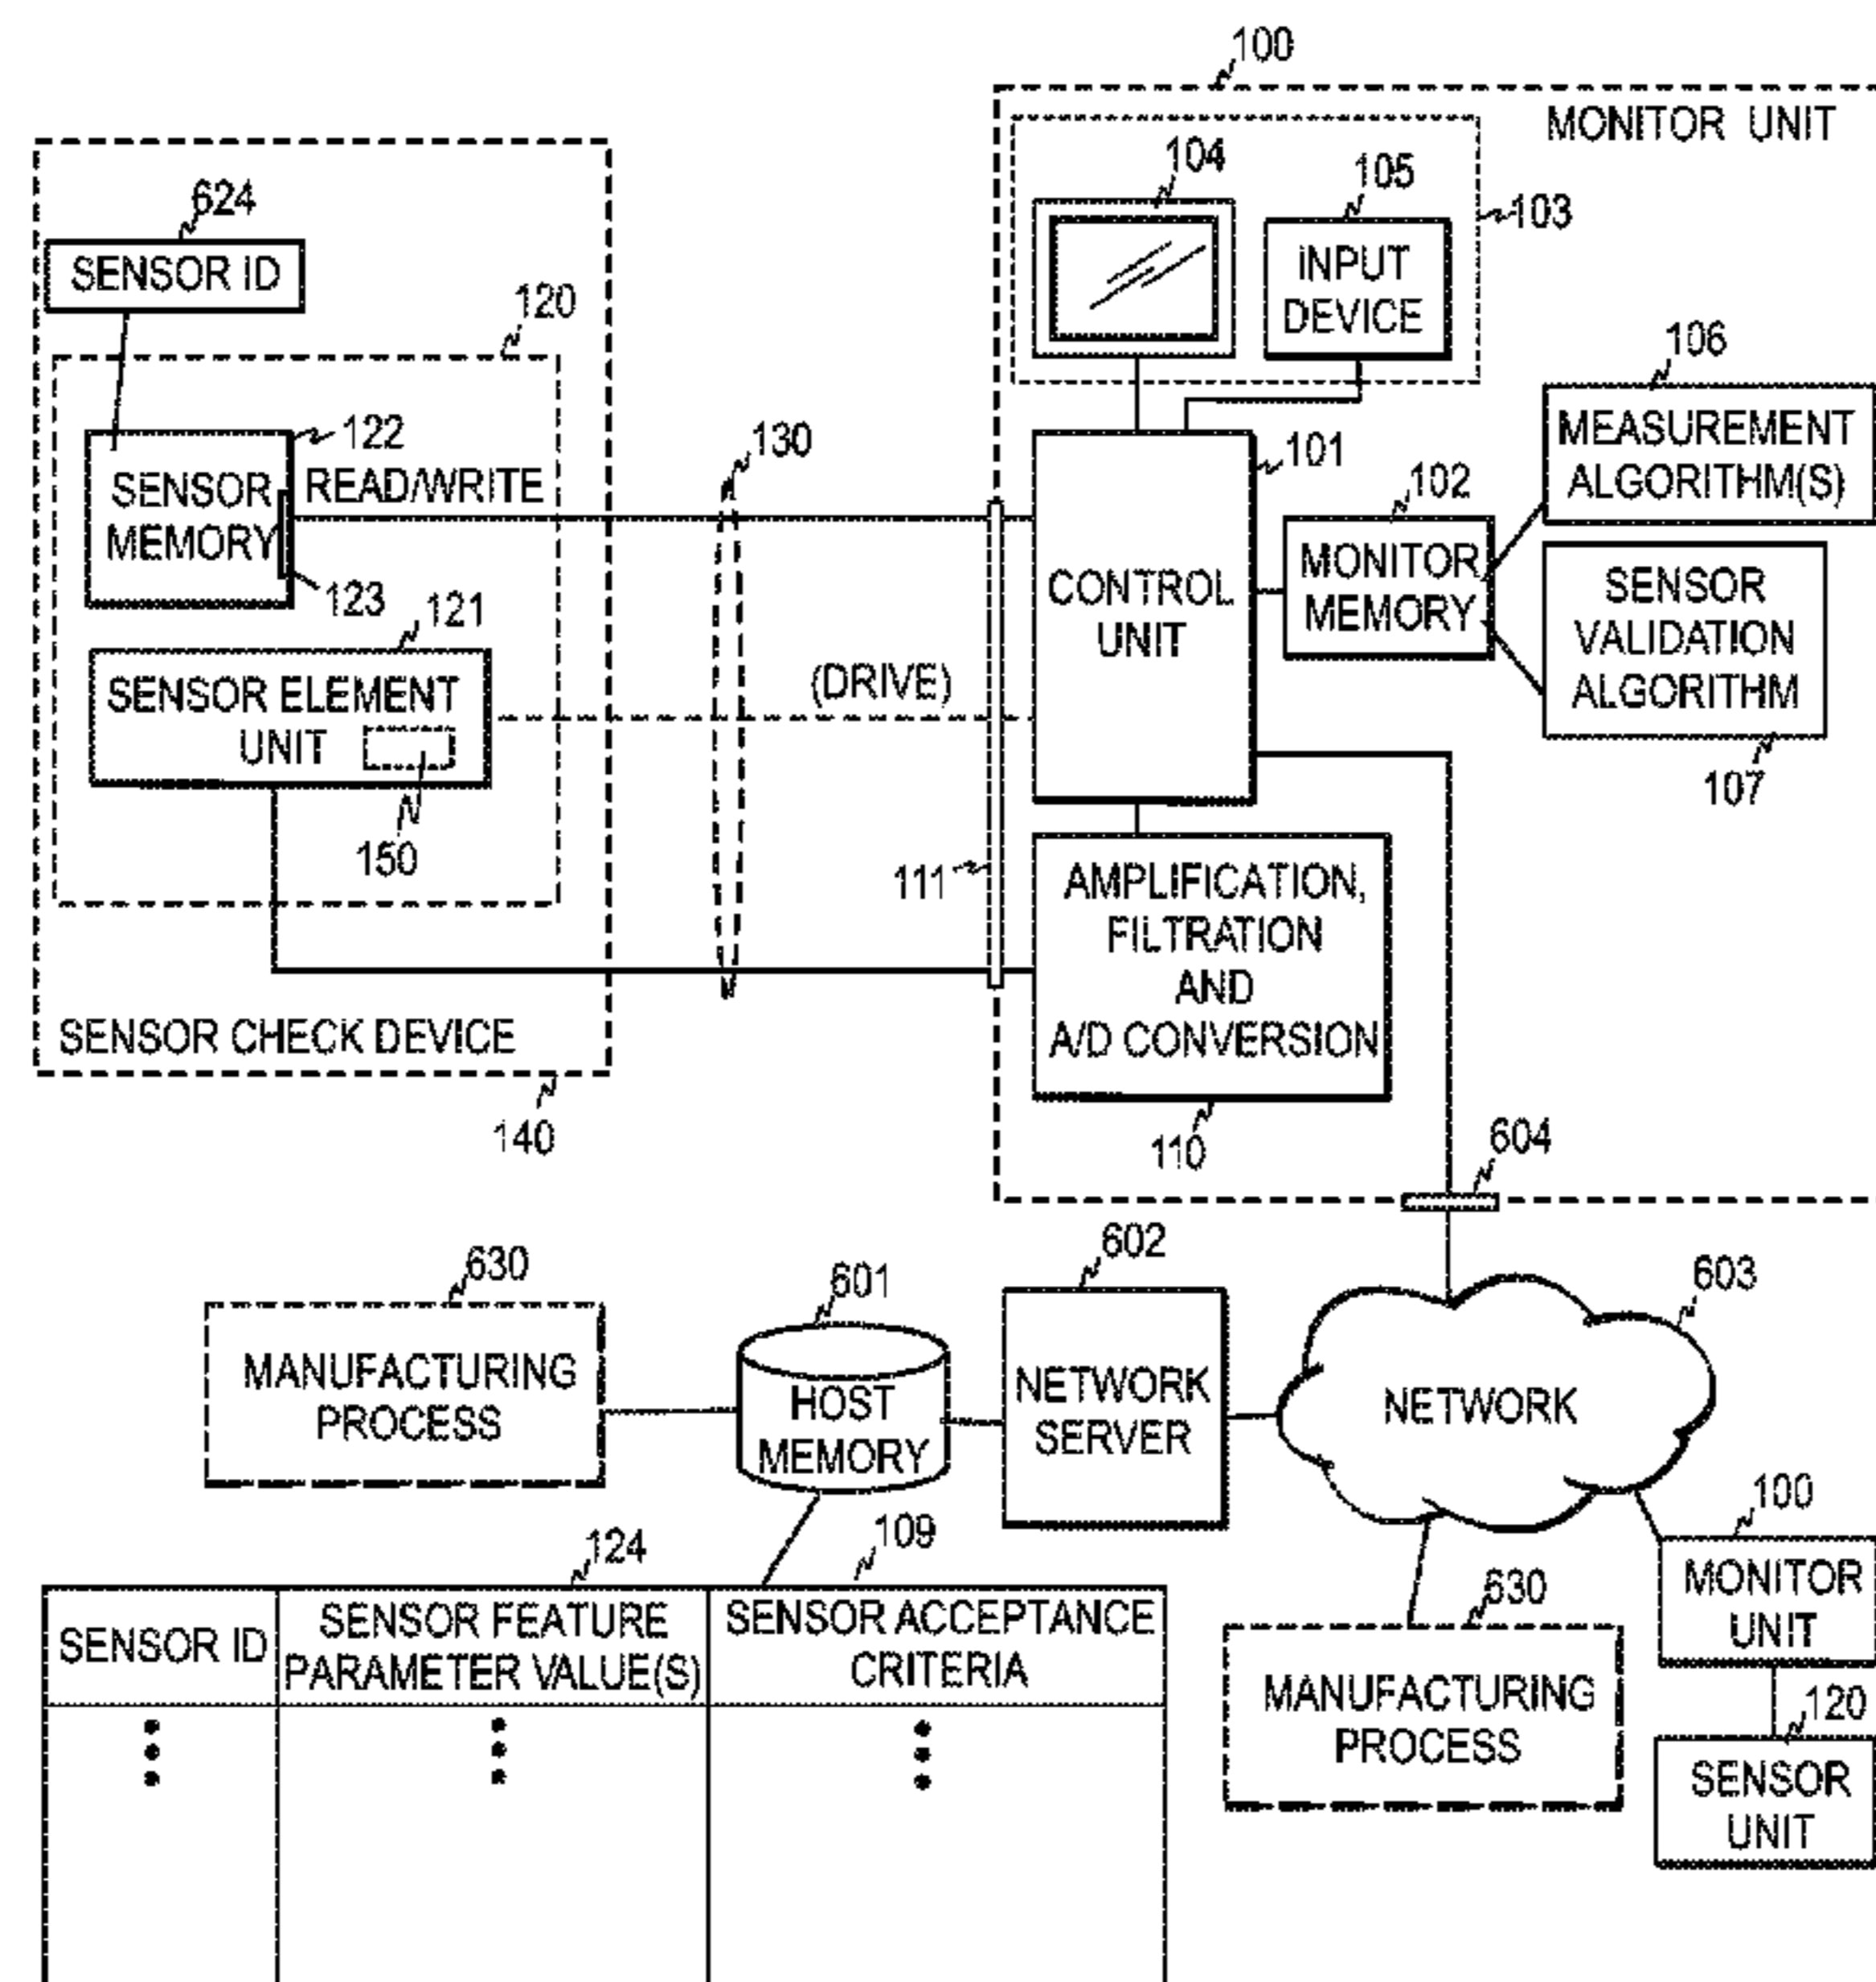 100
MONITOR UNIT
104
105
103
INPUT
DEVICE
624
SENSOR ID
120
106
MEASUREMENT
ALGORITHM(S)
122
READ/WRITE
130
101
102
SENSOR
MEMORY
123
CONTROL
UNIT
MONITOR
MEMORY
SENSOR
VALIDATION
ALGORITHM
107
121
SENSOR ELEMENT
UNIT
150
(DRIVE)
111
AMPLIFICATION,
FILTRATION
AND
A/D CONVERSION
110
SENSOR CHECK DEVICE
140
604
630
MANUFACTURING
PROCESS
601
HOST
MEMORY
602
NETWORK
SERVER
603
NETWORK
124
109
SENSOR ID
SENSOR FEATURE
PARAMETER VALUE(S)
SENSOR ACCEPTANCE
CRITERIA
630
MANUFACTURING
PROCESS
100
MONITOR
UNIT
120
SENSOR
UNIT